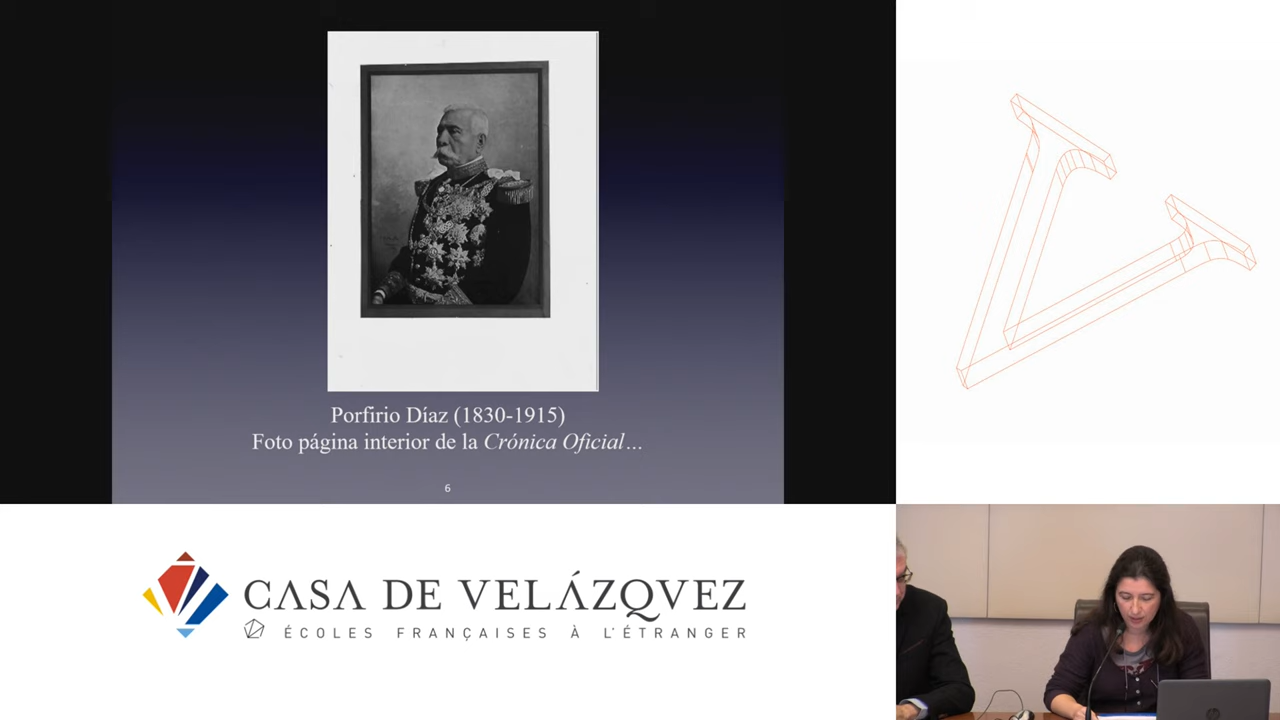 Porfirio Díaz (1830-1915)
Foto página interior de la Crónica Oficial...
6
CASA DE VELÁZQVEZ
ÉCOLES FRANÇAISES À L'ÉTRANGER